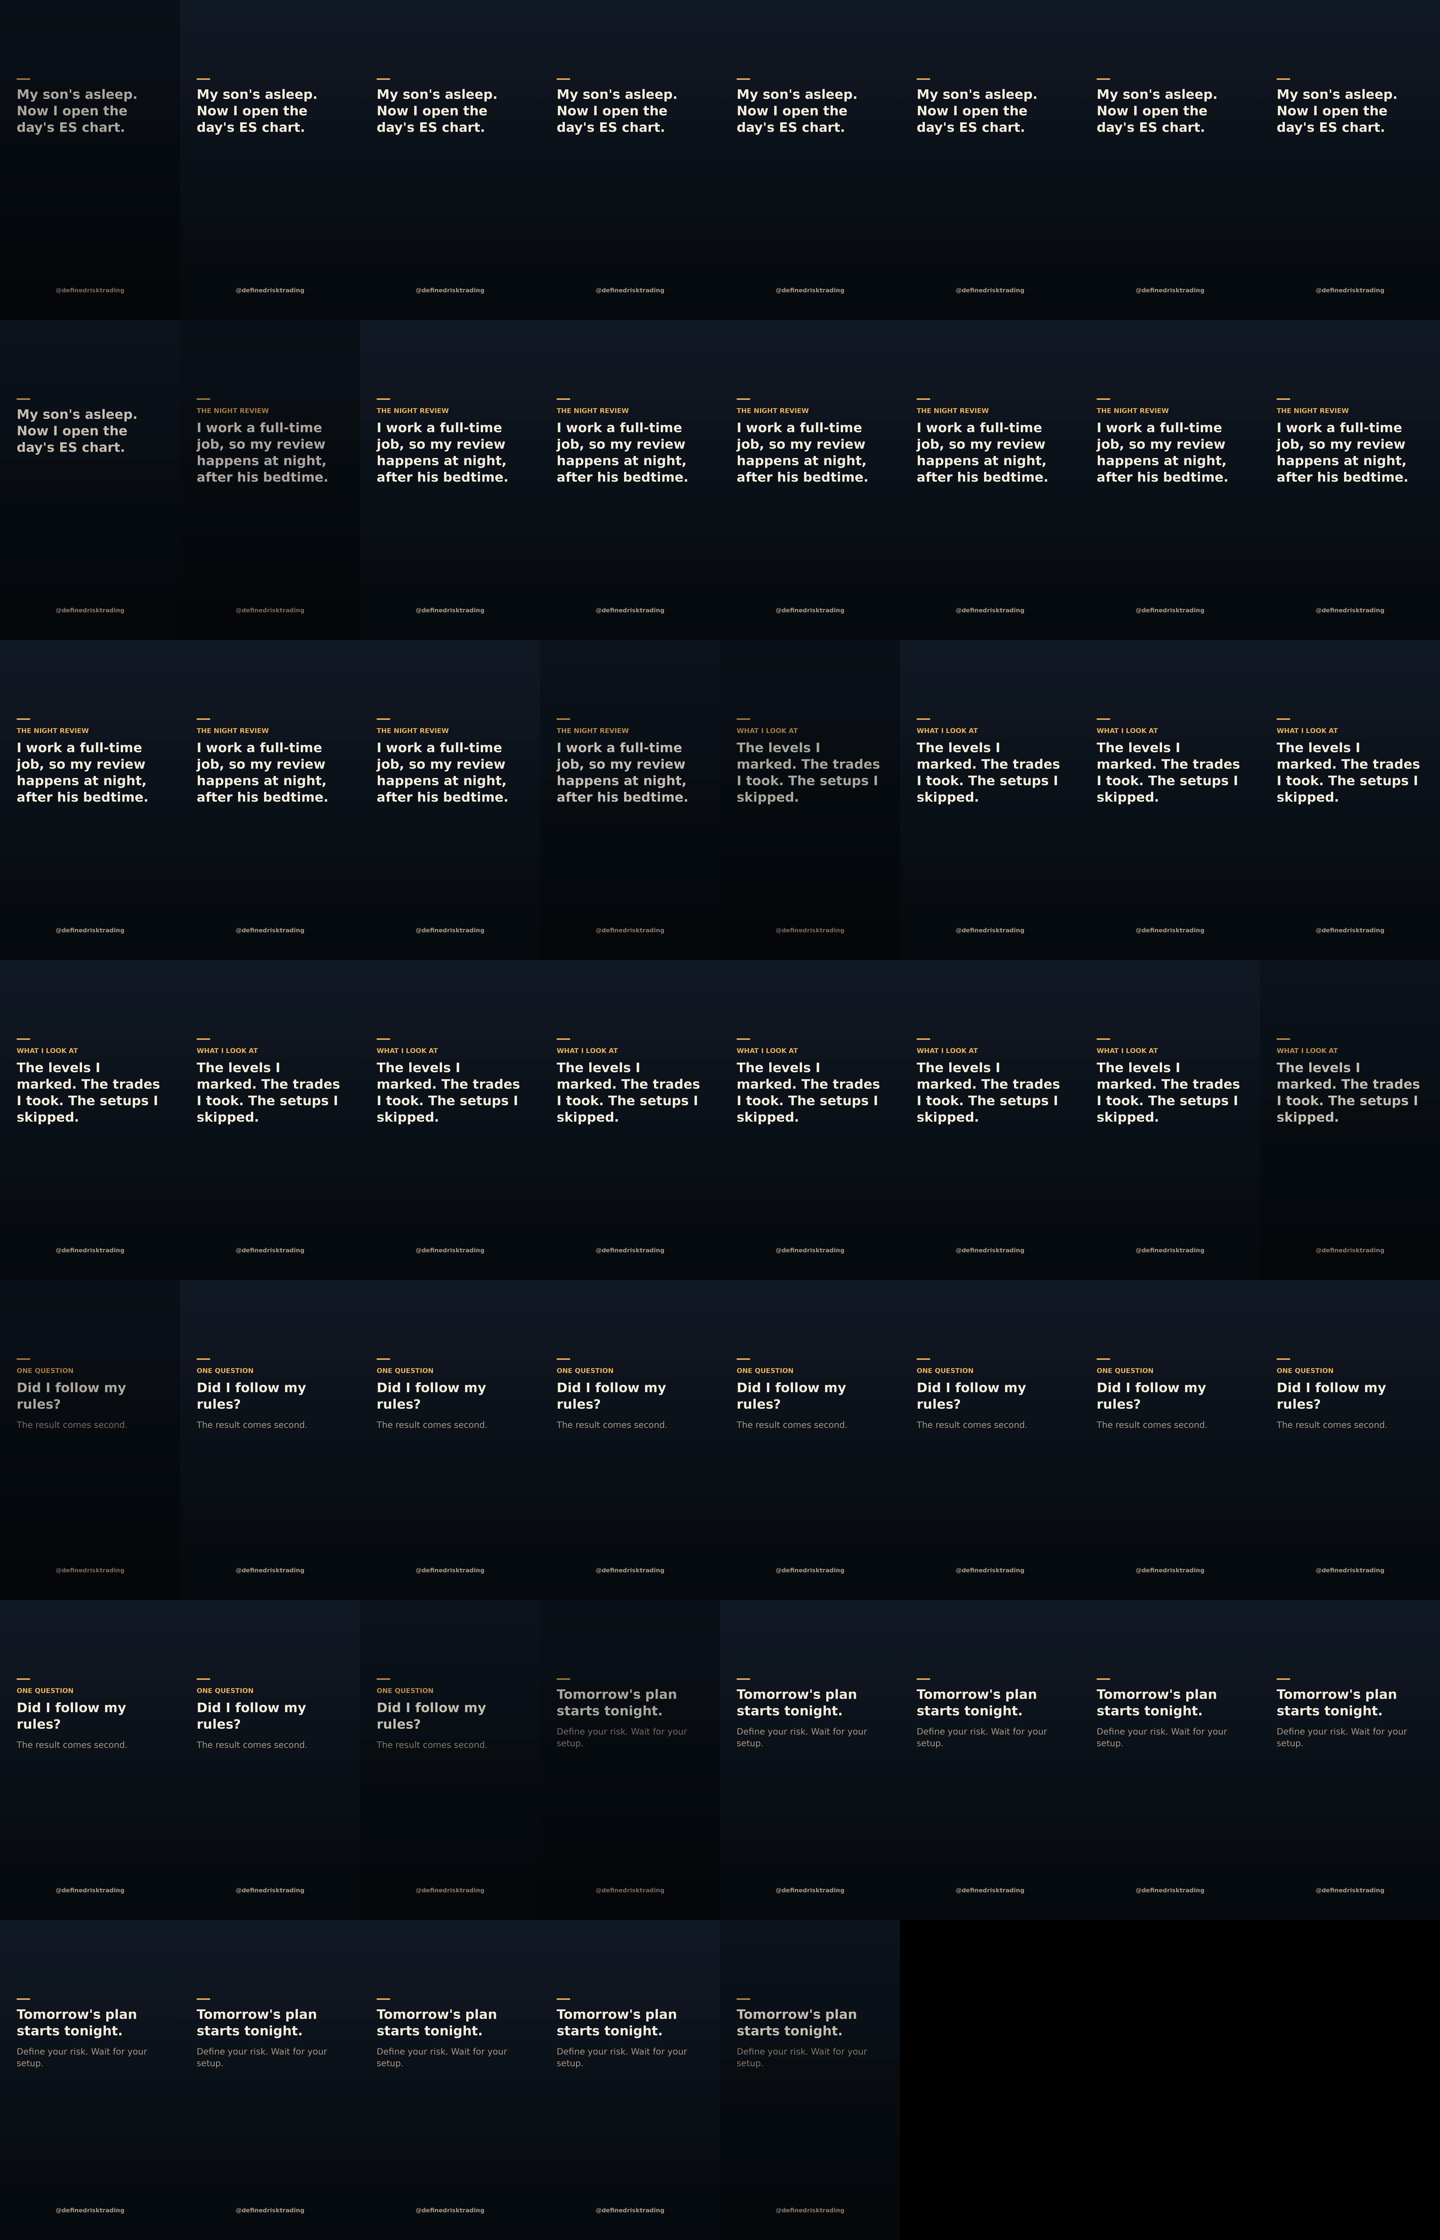 My son's asleep.
Now I open the
day's ES chart.
@definedrisktrading
My son's asleep.
Now I open the
day's ES chart.
@definedrisktrading
My son's asleep.
Now I open the
day's ES chart.
@definedrisktrading
My son's asleep.
Now I open the
day's ES chart.
@definedrisktrading
My son's asleep.
Now I open the
day's ES chart.
@definedrisktrading
My son's asleep.
Now I open the
day's ES chart.
@definedrisktrading
My son's asleep.
Now I open the
day's ES chart.
@definedrisktrading
My son's asleep.
Now I open the
day's ES chart.
@definedrisktrading
My son's asleep.
Now I open the
day's ES chart.
@definedrisktrading
THE NIGHT REVIEW
I work a full-time
job, so my review
happens at night,
after his bedtime.
@definedrisktrading
THE NIGHT REVIEW
I work a full-time
job, so my review
happens at night,
after his bedtime.
@definedrisktrading
THE NIGHT REVIEW
I work a full-time
job, so my review
happens at night,
after his bedtime.
@definedrisktrading
THE NIGHT REVIEW
I work a full-time
job, so my review
happens at night,
after his bedtime.
@definedrisktrading
THE NIGHT REVIEW
I work a full-time
job, so my review
happens at night,
after his bedtime.
@definedrisktrading
THE NIGHT REVIEW
I work a full-time
job, so my review
happens at night,
after his bedtime.
@definedrisktrading
THE NIGHT REVIEW
I work a full-time
job, so my review
happens at night,
after his bedtime.
@definedrisktrading
THE NIGHT REVIEW
I work a full-time
job, so my review
happens at night,
after his bedtime.
@definedrisktrading
THE NIGHT REVIEW
I work a full-time
job, so my review
happens at night,
after his bedtime.
@definedrisktrading
THE NIGHT REVIEW
I work a full-time
job, so my review
happens at night,
after his bedtime.
@definedrisktrading
THE NIGHT REVIEW
I work a full-time
job, so my review
happens at night,
after his bedtime.
@definedrisktrading
WHAT I LOOK AT
The levels I
marked. The trades
I took. The setups I
skipped.
@definedrisktrading
WHAT I LOOK AT
The levels I
marked. The trades
I took. The setups I
skipped.
@definedrisktrading
WHAT I LOOK AT
The levels I
marked. The trades
I took. The setups I
skipped.
@definedrisktrading
WHAT I LOOK AT
The levels I
marked. The trades
I took. The setups I
skipped.
@definedrisktrading
WHAT I LOOK AT
The levels I
marked. The trades
I took. The setups I
skipped.
@definedrisktrading
WHAT I LOOK AT
The levels I
marked. The trades
I took. The setups I
skipped.
@definedrisktrading
WHAT I LOOK AT
The levels I
marked. The trades
I took. The setups I
skipped.
@definedrisktrading
WHAT I LOOK AT
The levels I
marked. The trades
I took. The setups I
skipped.
@definedrisktrading
WHAT I LOOK AT
The levels I
marked. The trades
I took. The setups I
skipped.
@definedrisktrading
WHAT I LOOK AT
The levels I
marked. The trades
I took. The setups I
skipped.
@definedrisktrading
WHAT I LOOK AT
The levels I
marked. The trades
I took. The setups I
skipped.
@definedrisktrading
WHAT I LOOK AT
The levels I
marked. The trades
I took. The setups I
skipped.
@definedrisktrading
ONE QUESTION
Did I follow my
rules?
The result comes second.
@definedrisktrading
ONE QUESTION
Did I follow my
rules?
The result comes second.
@definedrisktrading
ONE QUESTION
Did I follow my
rules?
The result comes second.
@definedrisktrading
ONE QUESTION
Did I follow my
rules?
The result comes second.
@definedrisktrading
ONE QUESTION
Did I follow my
rules?
The result comes second.
@definedrisktrading
ONE QUESTION
Did I follow my
rules?
The result comes second.
@definedrisktrading
ONE QUESTION
Did I follow my
rules?
The result comes second.
@definedrisktrading
ONE QUESTION
Did I follow my
rules?
The result comes second.
@definedrisktrading
ONE QUESTION
Did I follow my
rules?
The result comes second.
@definedrisktrading
ONE QUESTION
Did I follow my
rules?
The result comes second.
@definedrisktrading
ONE QUESTION
Did I follow my
rules?
The result comes second.
@definedrisktrading
Tomorrow's plan
starts tonight.
Define your risk. Wait for your
setup.
@definedrisktrading
Tomorrow's plan
starts tonight.
Define your risk. Wait for your
setup.
@definedrisktrading
Tomorrow's plan
starts tonight.
Define your risk. Wait for your
setup.
@definedrisktrading
Tomorrow's plan
starts tonight.
Define your risk. Wait for your
setup.
@definedrisktrading
Tomorrow's plan
starts tonight.
Define your risk. Wait for your
setup.
@definedrisktrading
Tomorrow's plan
starts tonight.
Define your risk. Wait for your
setup.
@definedrisktrading
Tomorrow's plan
starts tonight.
Define your risk. Wait for your
setup.
@definedrisktrading
Tomorrow's plan
starts tonight.
Define your risk. Wait for your
setup.
@definedrisktrading
Tomorrow's plan
starts tonight.
Define your risk. Wait for your
setup.
@definedrisktrading
Tomorrow's plan
starts tonight.
Define your risk. Wait for your
setup.
@definedrisktrading